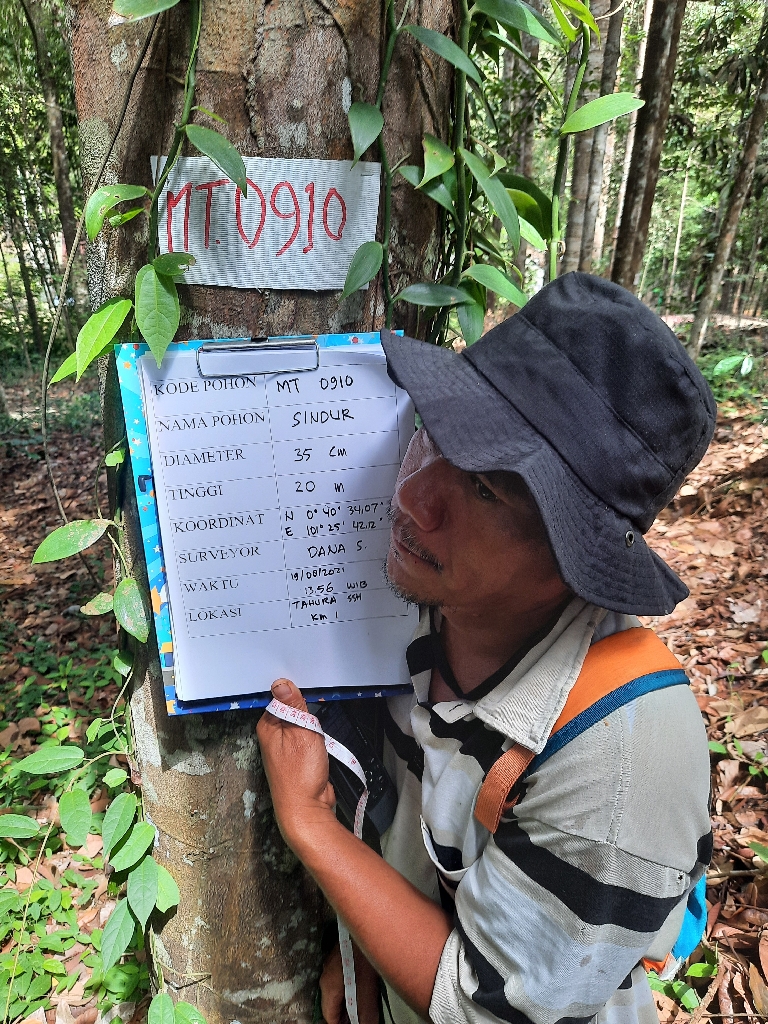 MT.0910
KODE POHON MT 0910
NAMA POHON SINDUR
DIAMETER 35 Cm
TINGGI 20 m
KOORDINAT N 0° 40' 34,07"
E 101° 25' 42.12"
SURVEYOR DANA S.
WAKTU 19/08/2021
13:56 WIB
LOKASI TAHURA SSH
Km 1